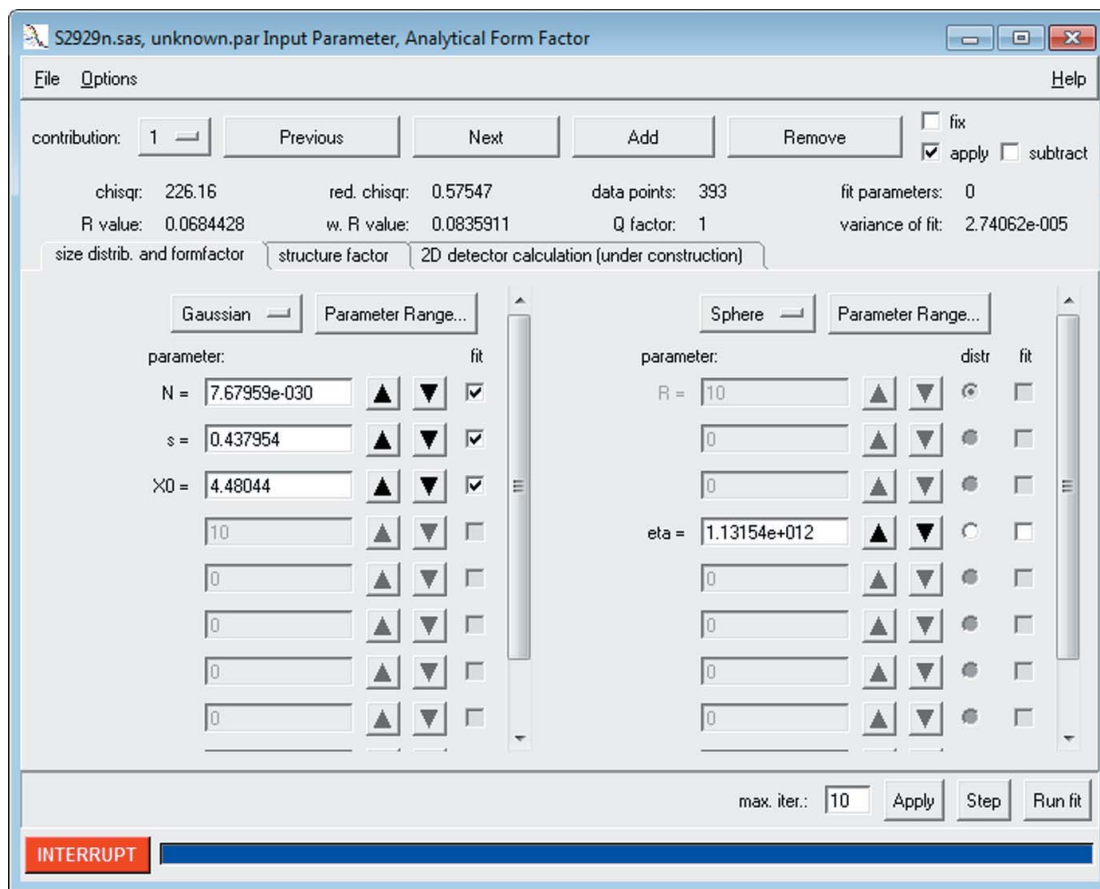 S2929n.sas, unknown.par Input Parameter, Analytical Form Factor
File Options Help
contribution: 1 Previous Next Add Remove fix
apply subtract
chisqr: 226.16 red. chisqr: 0.57547 data points: 393 fit parameters: 0
R value: 0.0684428 w. R value: 0.0835911 Q factor: 1 variance of fit: 2.74062e-005
size distrib. and formfactor structure factor 2D detector calculation (under construction)
Gaussian Parameter Range... Sphere Parameter Range...
parameter: fit parameter: distr fit
N = 7.67959e-030 R = 10
s = 0.437954 0
X0 = 4.48044 0
10 eta = 1.13154e+012
0 0
0 0
0 0
0 0
max. iter.: 10 Apply Step Run fit
INTERRUPT